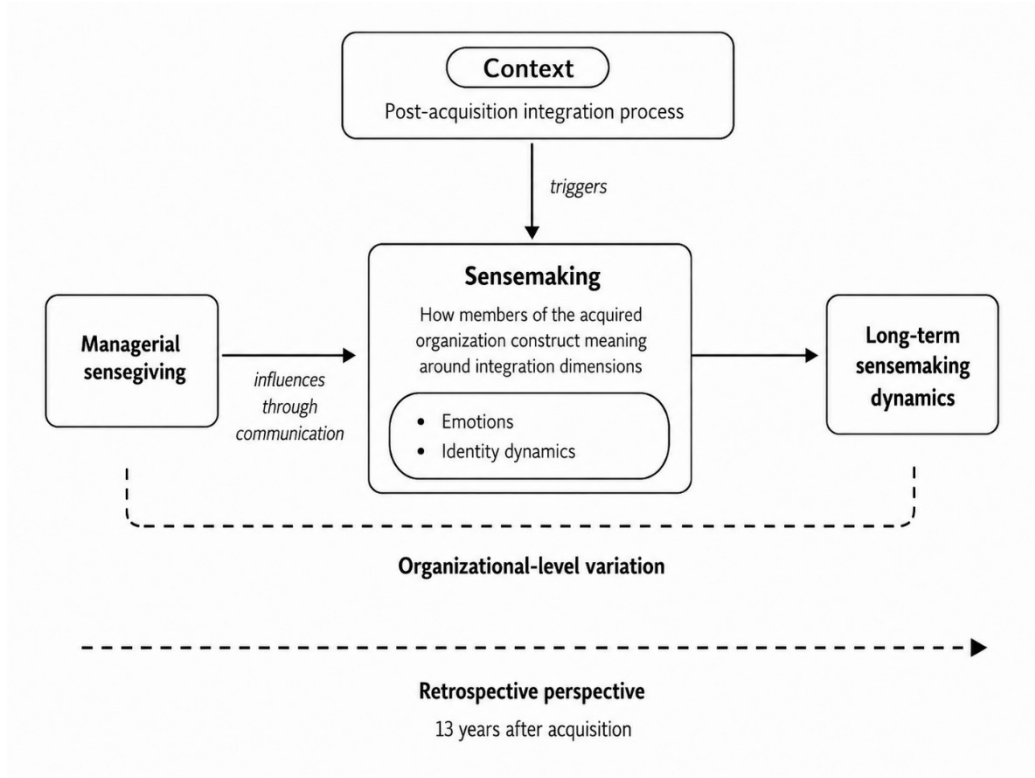 Context
Post-acquisition integration process
triggers
Sensemaking
How members of the acquired
organization construct meaning
around integration dimensions
• Emotions
• Identity dynamics
Managerial
sensegiving
influences
through
communication
Long-term
sensemaking
dynamics
Organizational-level variation
Retrospective perspective
13 years after acquisition